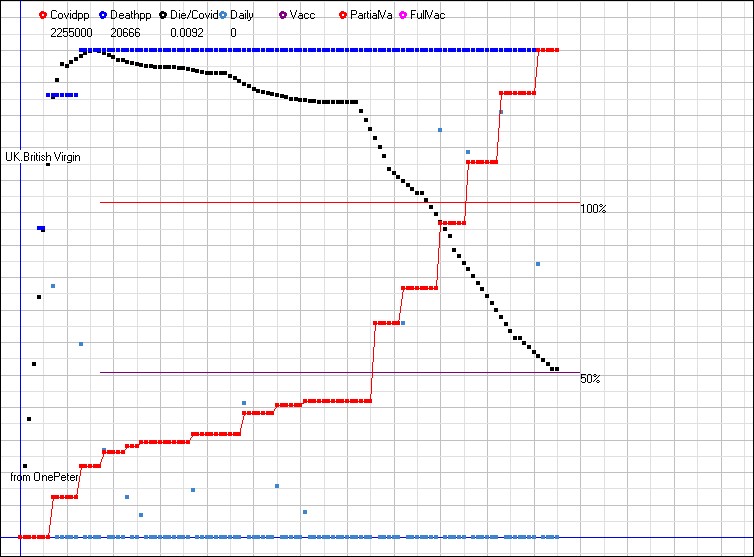 Covidpp Deathpp Die/Covid Daily Vacc PartialVa FullVac
2255000 20666 0.0092 0
UK.British Virgin
100%
50%
from OnePeter